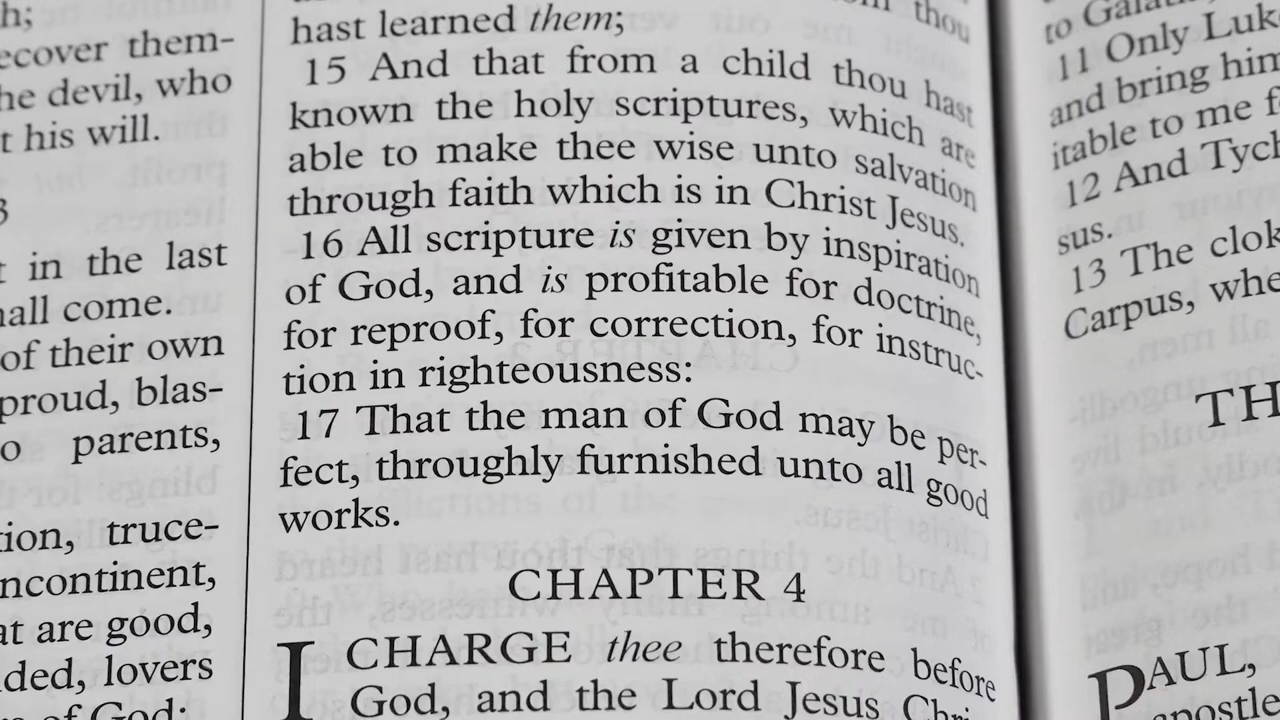 h;
ecover them-
he devil, who
t his will.
3
t in the last
hall come.
of their own
proud, blas-
o parents,
tion, truce-
ncontinent,
at are good,
ded, lovers
of God;
thou
hast learned them;
15 And that from a child thou hast
known the holy scriptures, which are
able to make thee wise unto salvation
through faith which is in Christ Jesus.
16 All scripture is given by inspiration
of God, and is profitable for doctrine,
for reproof, for correction, for instruc-
tion in righteousness:
17 That the man of God may be per-
fect, throughly furnished unto all good
works.
CHAPTER 4
I CHARGE thee therefore before
God, and the Lord Jesus Chri
to Gala
11 Only Luk
and bring him
itable to me f
12 And Tych
sus.
13 The clok
Carpus, whe
TH
PAUL,
apostle